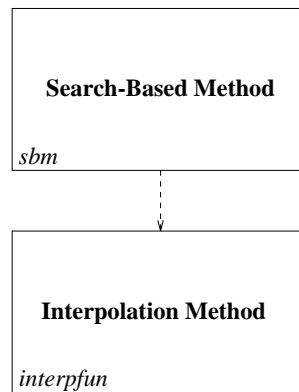 Search-Based Method
sbm
Interpolation Method
interpfun